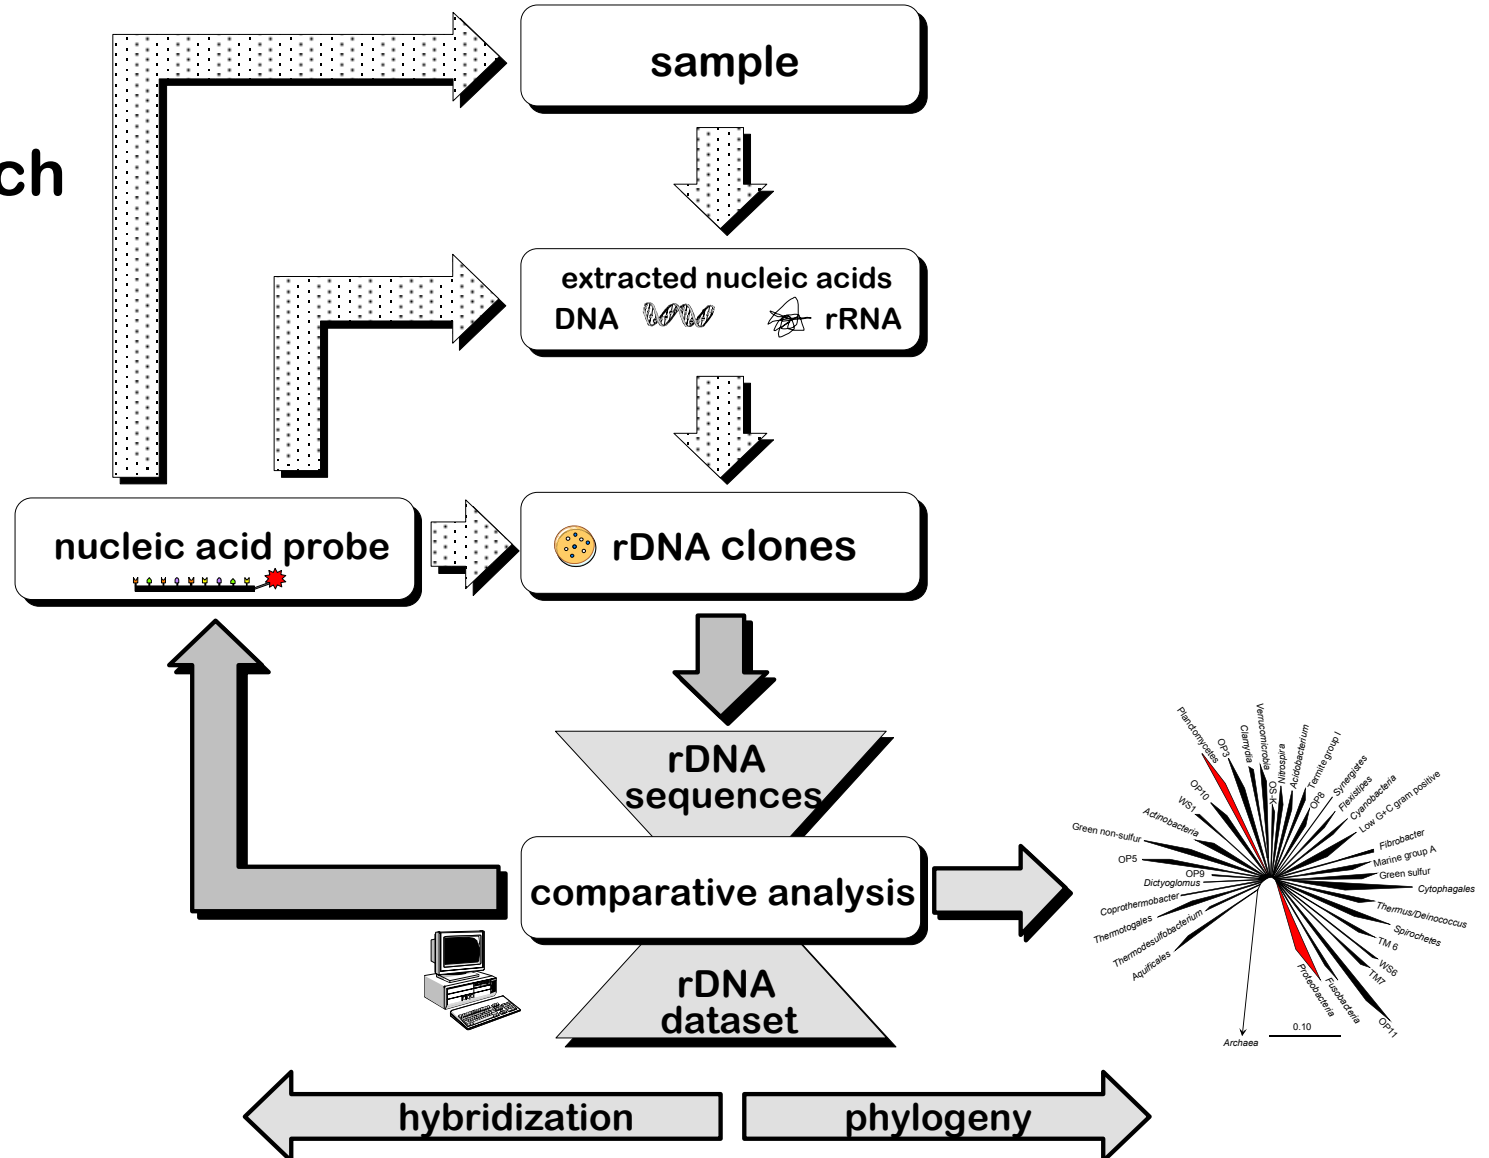 sample
ch
extracted nucleic acids
DNA rRNA
nucleic acid probe
rDNA clones
rDNA
sequences
comparative analysis
rDNA
dataset
hybridization
phylogeny
Planctomycetes
OP3
Clamydia
Verrucomicrobia
OS-K
Nitrospira
Acidobacterium
Termite group I
OP8
Synergistes
Flexistipes
Cyanobacteria
Low G+C gram positive
Fibrobacter
Marine group A
Green sulfur
Cytophagales
Thermus/Deinococcus
Spirochetes
TM 6
WS6
TM7
OP11
Fusobacteria
Proteobacteria
OP10
WS1
Actinobacteria
Green non-sulfur
OP5
OP9
Dictyoglomus
Coprothermobacter
Thermotogales
Thermodesulfobacterium
Aquificales
Archaea
0.10